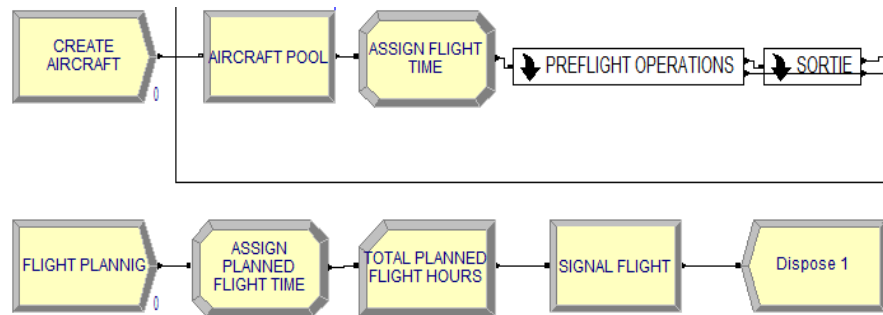 CREATE
AIRCRAFT
0
AIRCRAFT POOL
ASSIGN FLIGHT
TIME
PREFLIGHT OPERATIONS
SORTIE
FLIGHT PLANNIG
0
ASSIGN
PLANNED
FLIGHT TIME
TOTAL PLANNED
FLIGHT HOURS
SIGNAL FLIGHT
Dispose 1